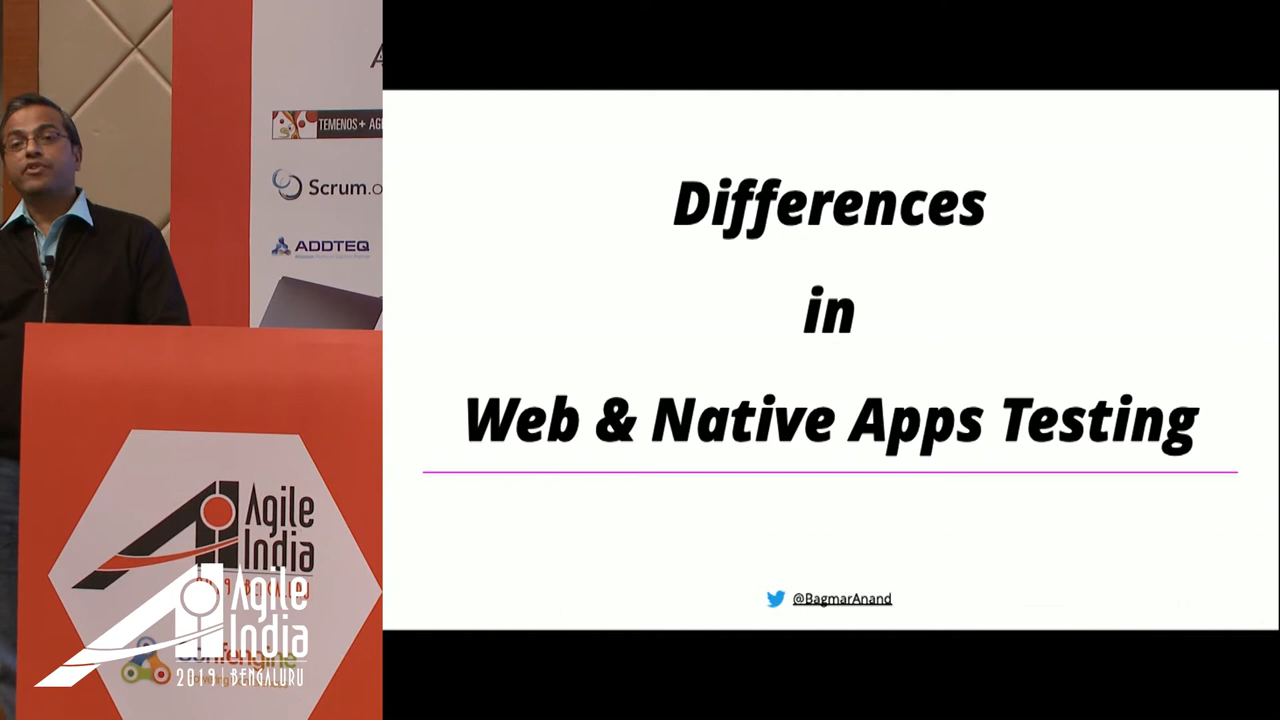 TEMENOS+
Scrum.o
ADDTEQ
Differences
in
Web & Native Apps Testing
@BagmarAnand
Agile
India
Agile
India
2019 | BENGALURU